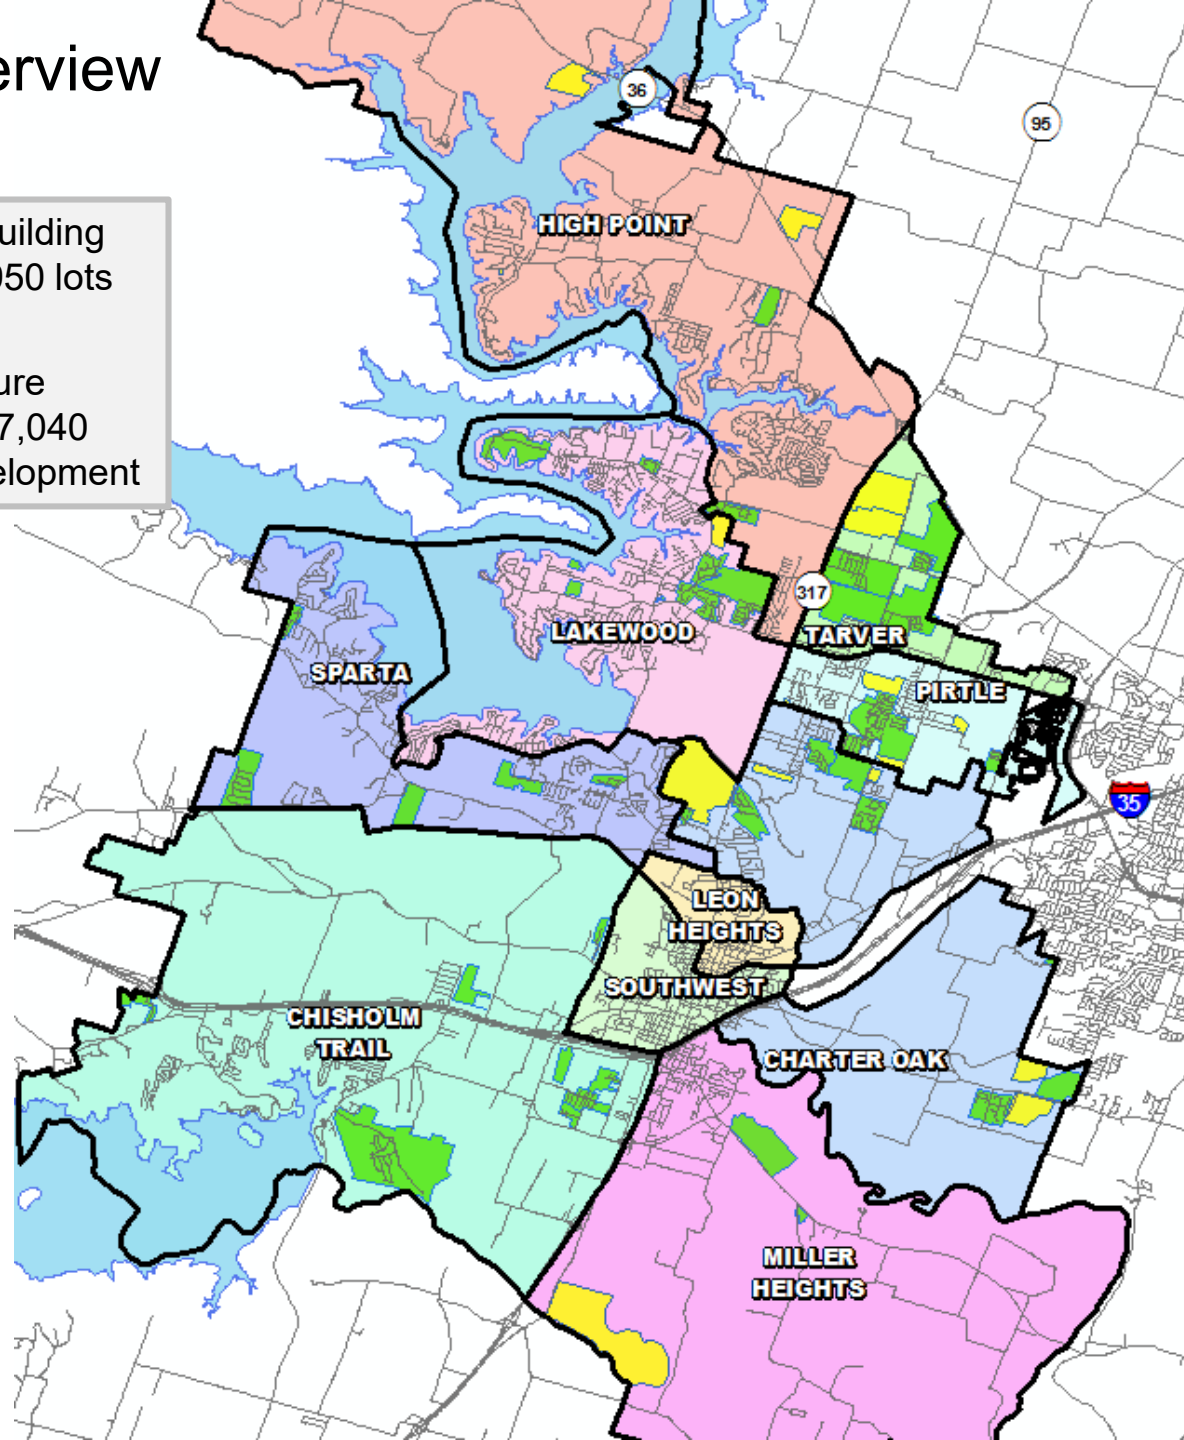 erview
uilding
950 lots
ure
7,040
elopment
36
95
HIGH POINT
317
LAKEWOOD
TARVER
SPARTA
PIRTLE
35
LEON
HEIGHTS
SOUTHWEST
CHISHOLM
TRAIL
CHARTER OAK
MILLER
HEIGHTS